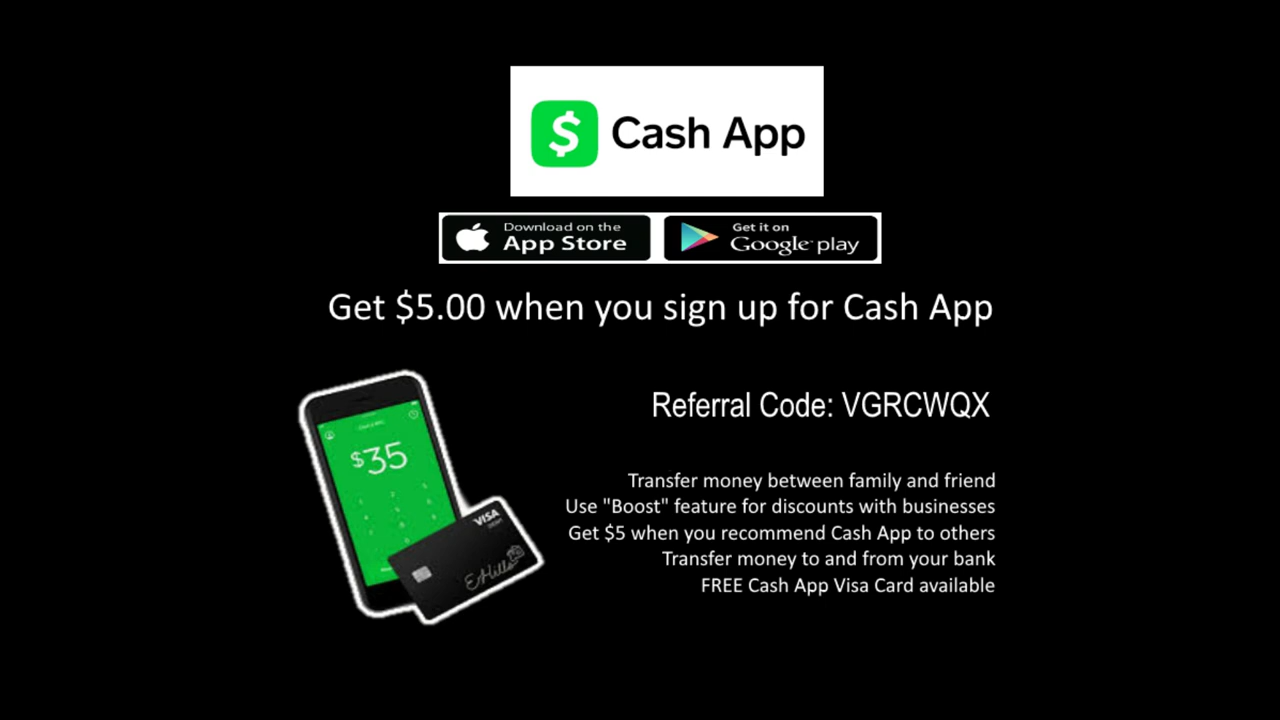 $ Cash App
Download on the
App Store
Get it on
Google play
Get $5.00 when you sign up for Cash App
$35
Referral Code: VGRCWQX
VISA
Transfer money between family and friend
Use "Boost" feature for discounts with businesses
Get $5 when you recommend Cash App to others
Transfer money to and from your bank
FREE Cash App Visa Card available